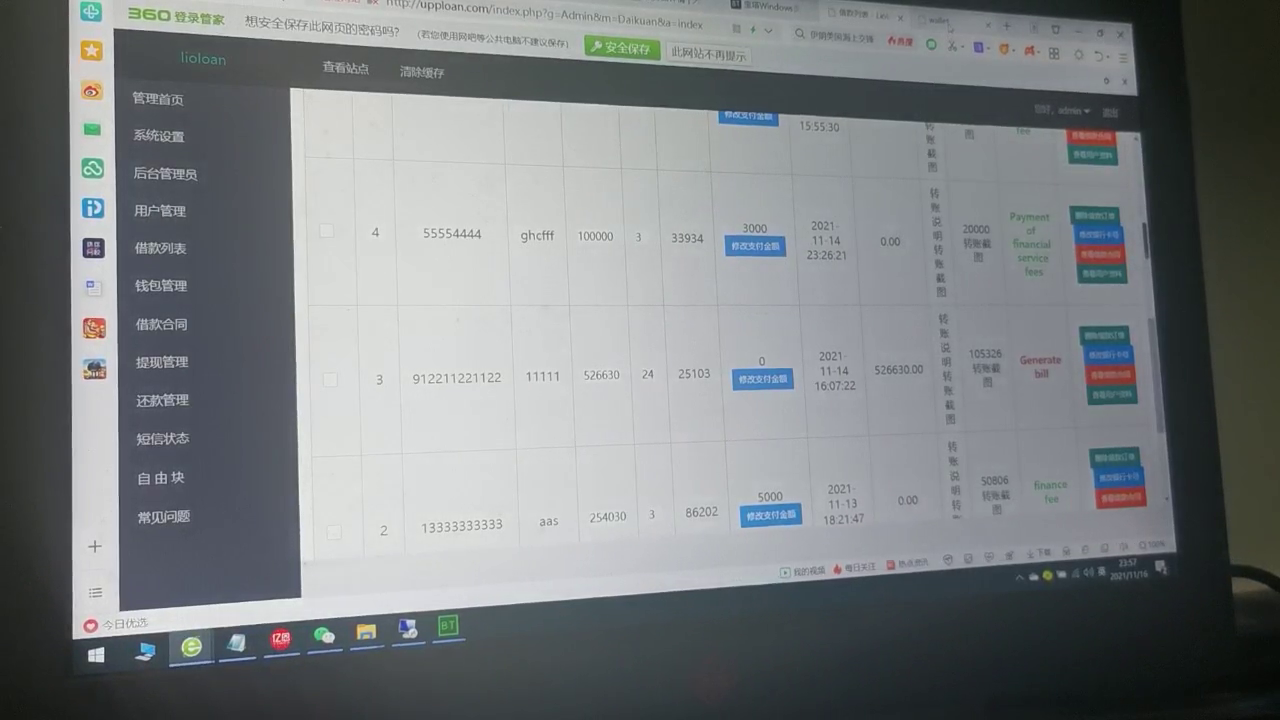 http://upploan.com/index.php?g=Admin&m=Daikuan&a=index
360 登录管家
想安全保存此网页的密码吗?
(若您使用网吧等公共电脑不建议保存)
安全保存
此网站不再提示
lioloan
查看站点
清除缓存
admin
管理首页
系统设置
后台管理员
用户管理
借款列表
钱包管理
借款合同
提现管理
还款管理
短信状态
自由块
常见问题
修改支付金额
15:55:30
账
截
图
图
fee
4
55554444
ghcfff
100000
3
33934
3000
修改支付金额
2021-
11-14
23:26:21
0.00
转
账
说
明
转
账
截
图
20000
转账截
图
Payment
of
financial
service
fees
3
912211221122
11111
526630
24
25103
0
修改支付金额
2021-
11-14
16:07:22
526630.00
转
账
说
明
转
账
截
图
105326
转账截
图
Generate
bill
2
13333333333
aas
254030
3
86202
5000
修改支付金额
2021-
11-13
18:21:47
0.00
转
账
说
明
50806
转账截
图
finance
fee
我的视频
每日关注
热点资讯
下载
100%
今日优选
亿图
BT
英
23:57
2021/11/16